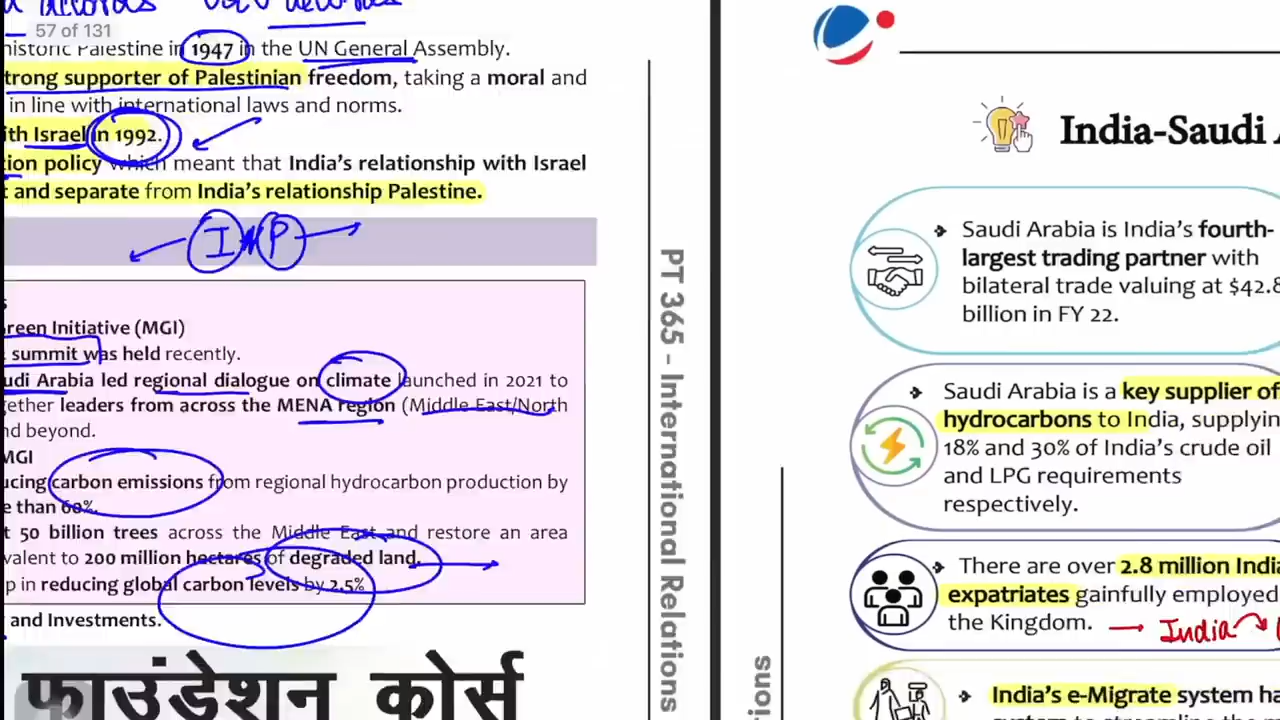 57 of 131
historic Palestine in 1947 in the UN General Assembly.
trong supporter of Palestinian freedom, taking a moral and
in line with international laws and norms.
ith Israel in 1992.
ion policy which meant that India's relationship with Israel
t and separate from India's relationship Palestine.
I P
reen Initiative (MGI)
summit was held recently.
udi Arabia led regional dialogue on climate launched in 2021 to
gether leaders from across the MENA region (Middle East/North
nd beyond.
MGI
ucing carbon emissions from regional hydrocarbon production by
e than 60%.
t 50 billion trees across the Middle East and restore an area
valent to 200 million hectares of degraded land.
p in reducing global carbon levels by 2.5%
and Investments.
फाउंडेशन कोर्स
PT 365 - International Relations
India-Saudi A
Saudi Arabia is India's fourth-
largest trading partner with
bilateral trade valuing at $42.8
billion in FY 22.
Saudi Arabia is a key supplier of
hydrocarbons to India, supplyin
18% and 30% of India's crude oil
and LPG requirements
respectively.
There are over 2.8 million India
expatriates gainfully employed
the Kingdom. → India
India's e-Migrate system ha
tions